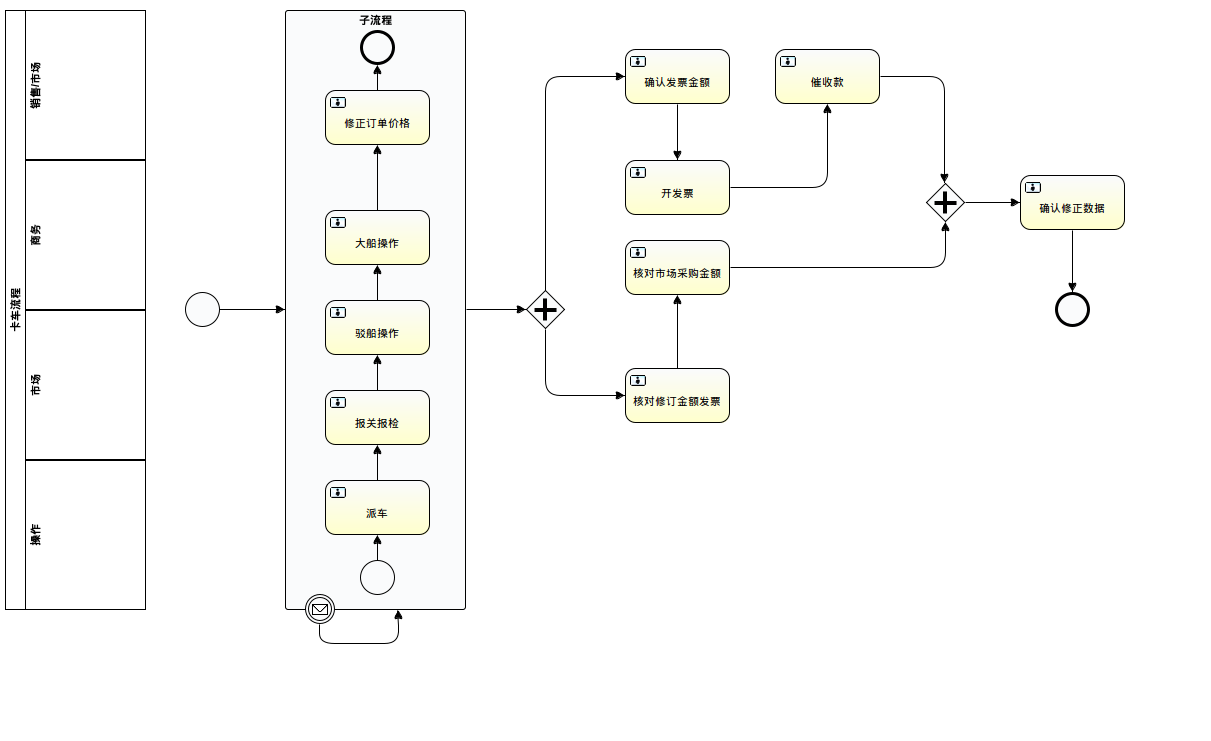 卡车流程
销售/市场
商务
市场
操作
子流程
修正订单价格
大船操作
驳船操作
报关报检
派车
确认发票金额
开发票
催收款
核对市场采购金额
核对修订金额发票
确认修正数据